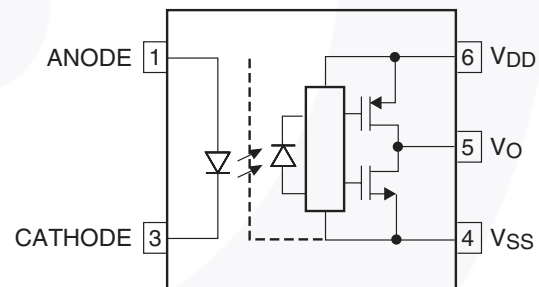 ANODE 1
6 VDD
5 VO
CATHODE 3
4 VSS